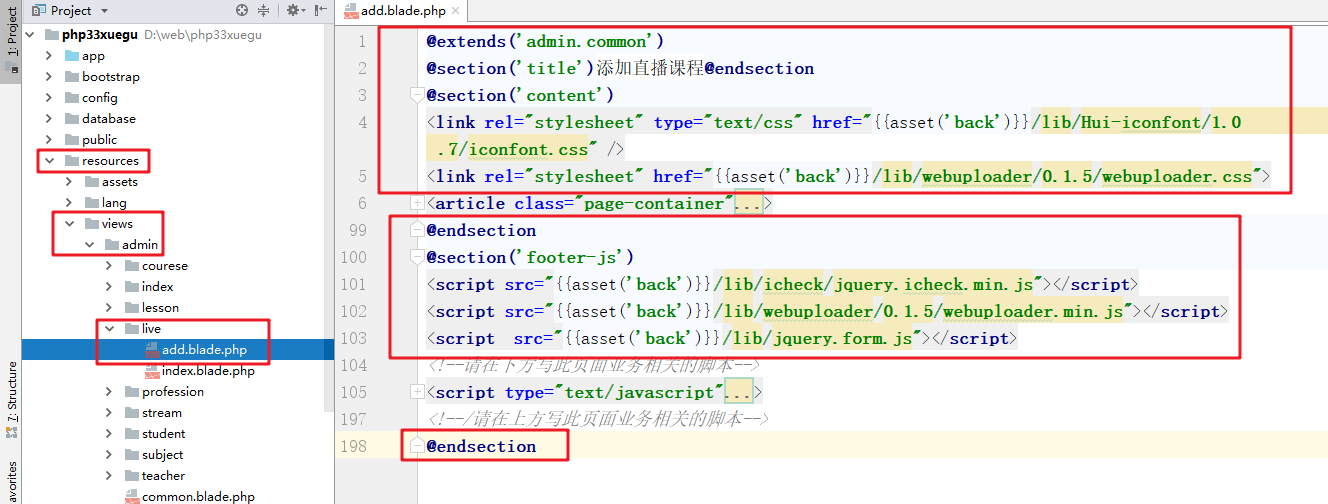 1: Project
7: Structure
avorites
Project
php33xuegu D:\web\php33xuegu
app
bootstrap
config
database
public
resources
assets
lang
views
admin
courese
index
lesson
live
add.blade.php
index.blade.php
profession
stream
student
subject
teacher
common.blade.php
add.blade.php
1 @extends('admin.common')
2 @section('title')添加直播课程@endsection
3 @section('content')
4 <link rel="stylesheet" type="text/css" href="{{asset('back')}}/lib/Hui-iconfont/1.0
.7/iconfont.css" />
5 <link rel="stylesheet" href="{{asset('back')}}/lib/webuploader/0.1.5/webuploader.css">
6 <article class="page-container"...>
99 @endsection
100 @section('footer-js')
101 <script src="{{asset('back')}}/lib/icheck/jquery.icheck.min.js"></script>
102 <script src="{{asset('back')}}/lib/webuploader/0.1.5/webuploader.min.js"></script>
103 <script  src="{{asset('back')}}/lib/jquery.form.js"></script>
104 <!--请在下方写此页面业务相关的脚本-->
105 <script type="text/javascript"...>
197 <!--/请在上方写此页面业务相关的脚本-->
198 @endsection